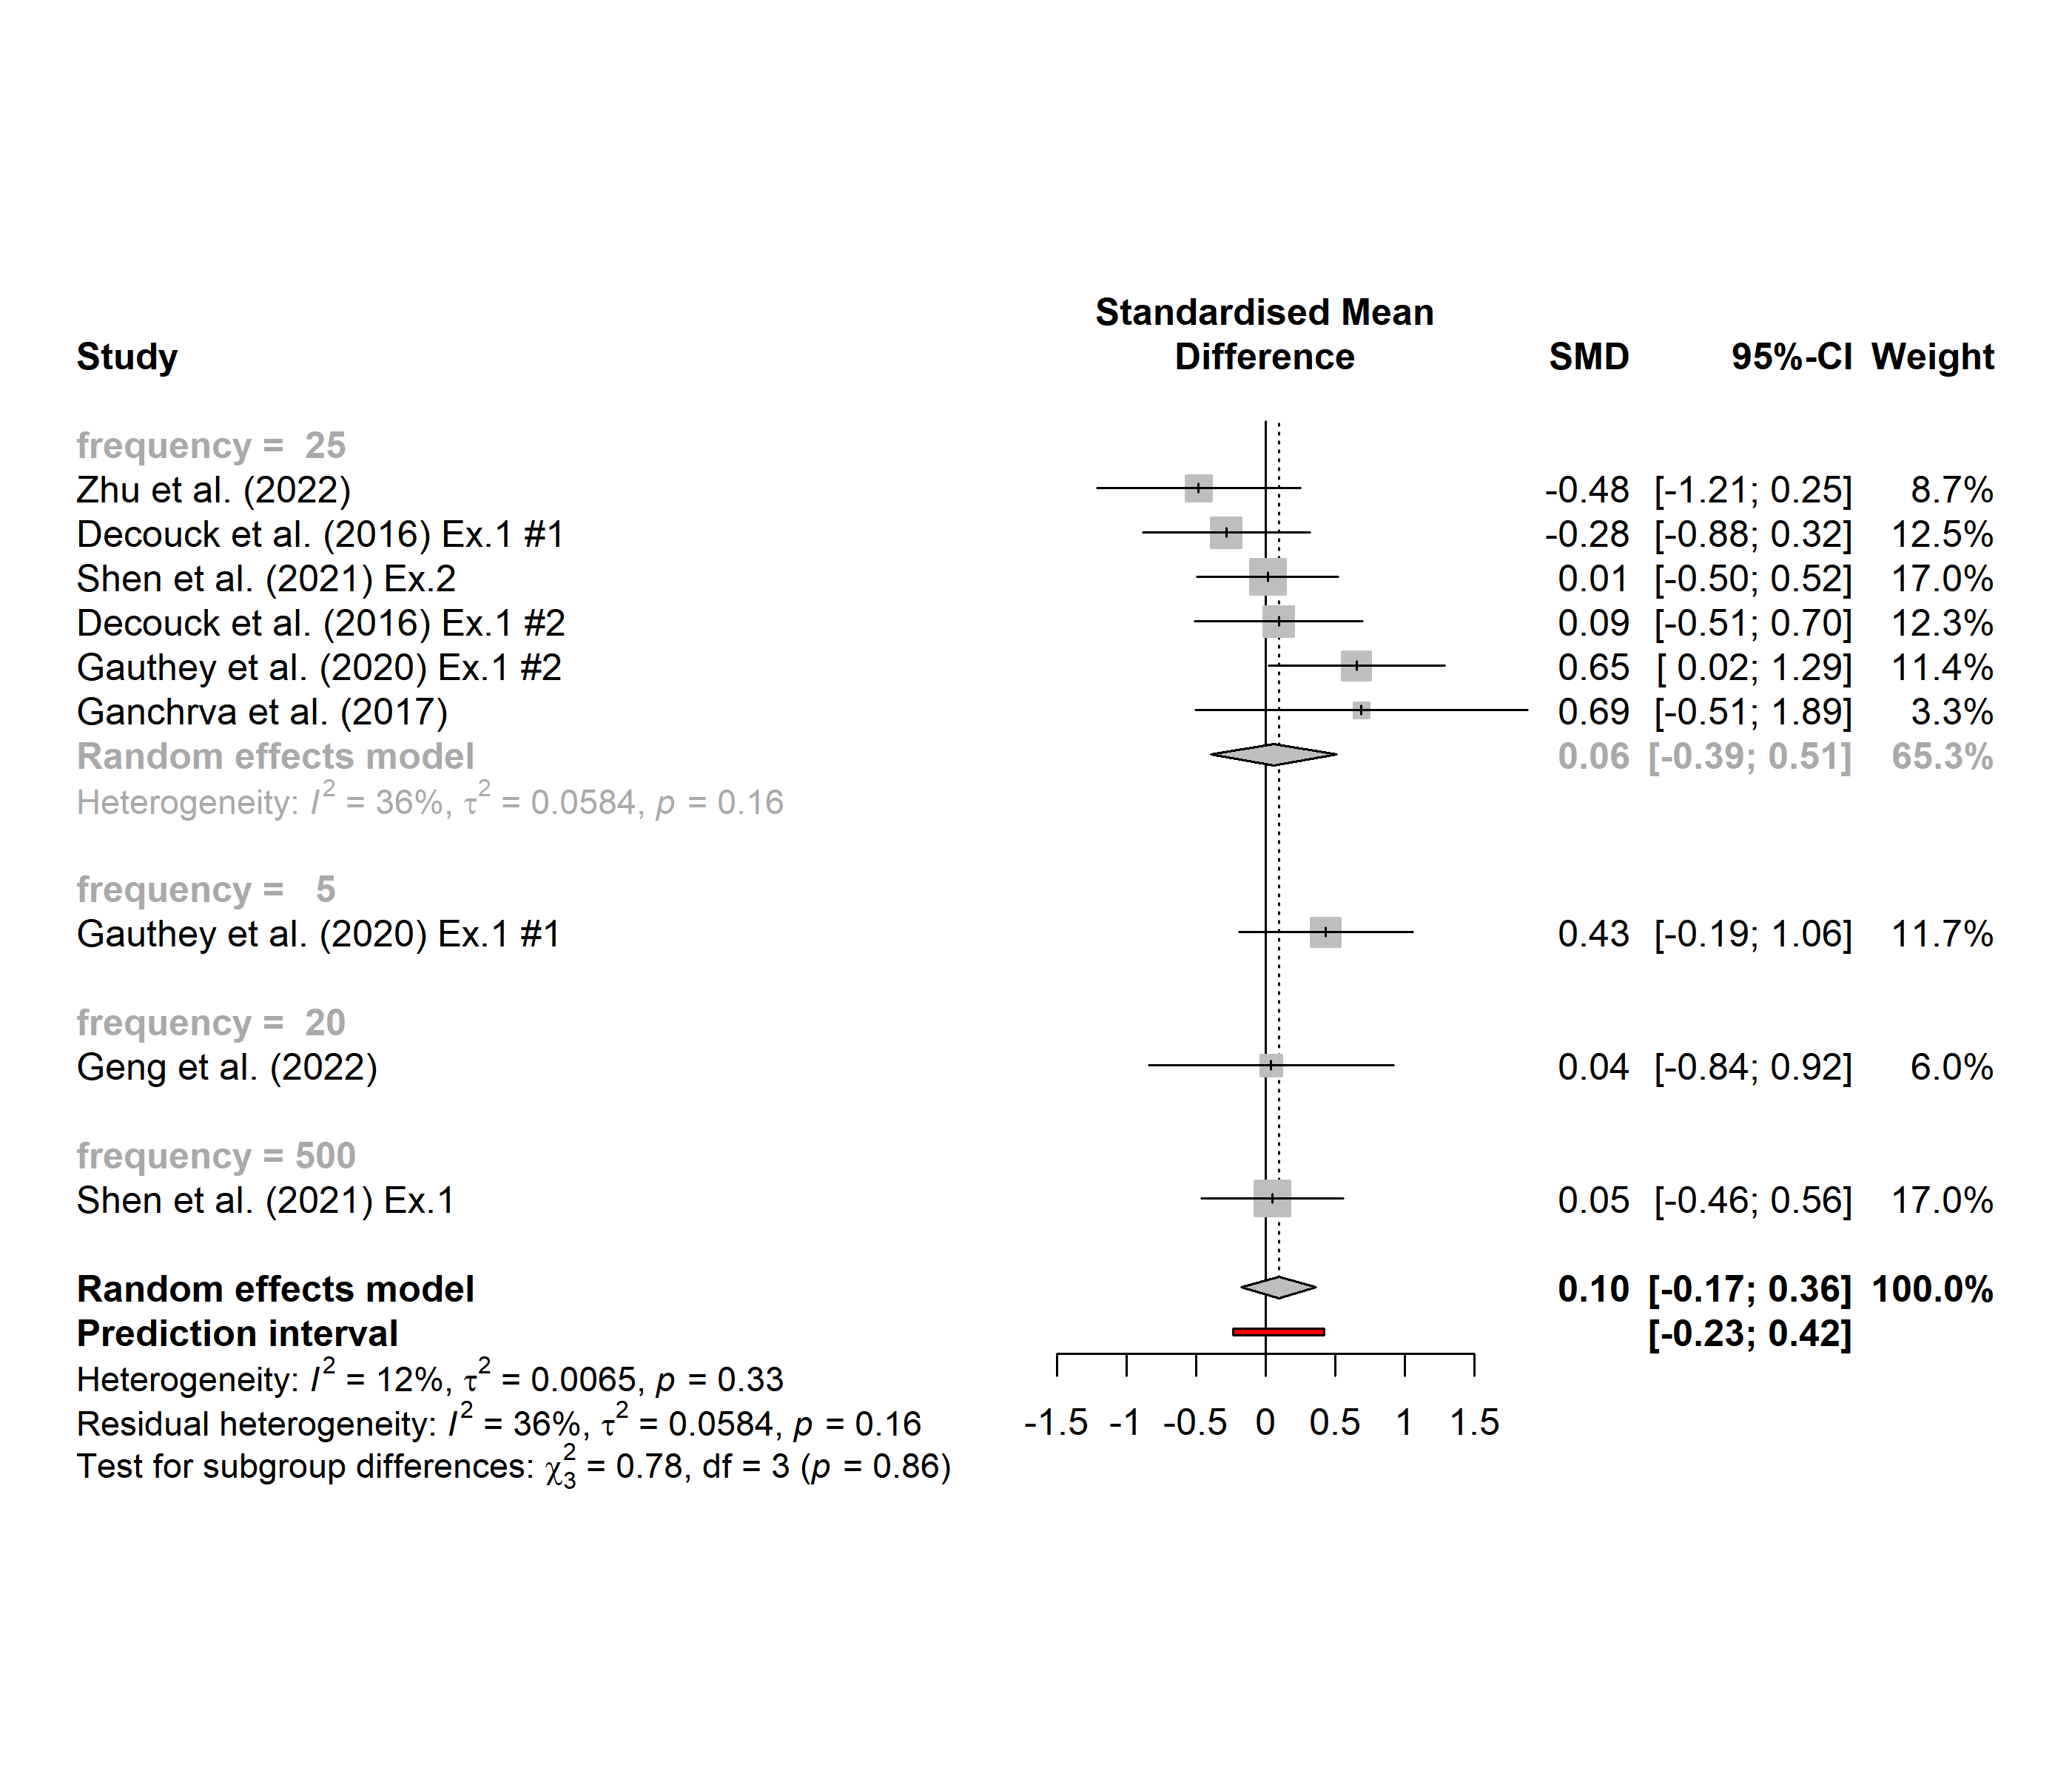 Standardised Mean
Study Difference SMD 95%-CI Weight
frequency = 25
Zhu et al. (2022) -0.48 [-1.21; 0.25] 8.7%
Decouck et al. (2016) Ex.1 #1 -0.28 [-0.88; 0.32] 12.5%
Shen et al. (2021) Ex.2 0.01 [-0.50; 0.52] 17.0%
Decouck et al. (2016) Ex.1 #2 0.09 [-0.51; 0.70] 12.3%
Gauthey et al. (2020) Ex.1 #2 0.65 [ 0.02; 1.29] 11.4%
Ganchrva et al. (2017) 0.69 [-0.51; 1.89] 3.3%
Random effects model 0.06 [-0.39; 0.51] 65.3%
Heterogeneity: I² = 36%, τ² = 0.0584, p = 0.16
frequency = 5
Gauthey et al. (2020) Ex.1 #1 0.43 [-0.19; 1.06] 11.7%
frequency = 20
Geng et al. (2022) 0.04 [-0.84; 0.92] 6.0%
frequency = 500
Shen et al. (2021) Ex.1 0.05 [-0.46; 0.56] 17.0%
Random effects model 0.10 [-0.17; 0.36] 100.0%
Prediction interval [-0.23; 0.42]
Heterogeneity: I² = 12%, τ² = 0.0065, p = 0.33
Residual heterogeneity: I² = 36%, τ² = 0.0584, p = 0.16
-1.5 -1 -0.5 0 0.5 1 1.5
Test for subgroup differences: χ²₃ = 0.78, df = 3 (p = 0.86)